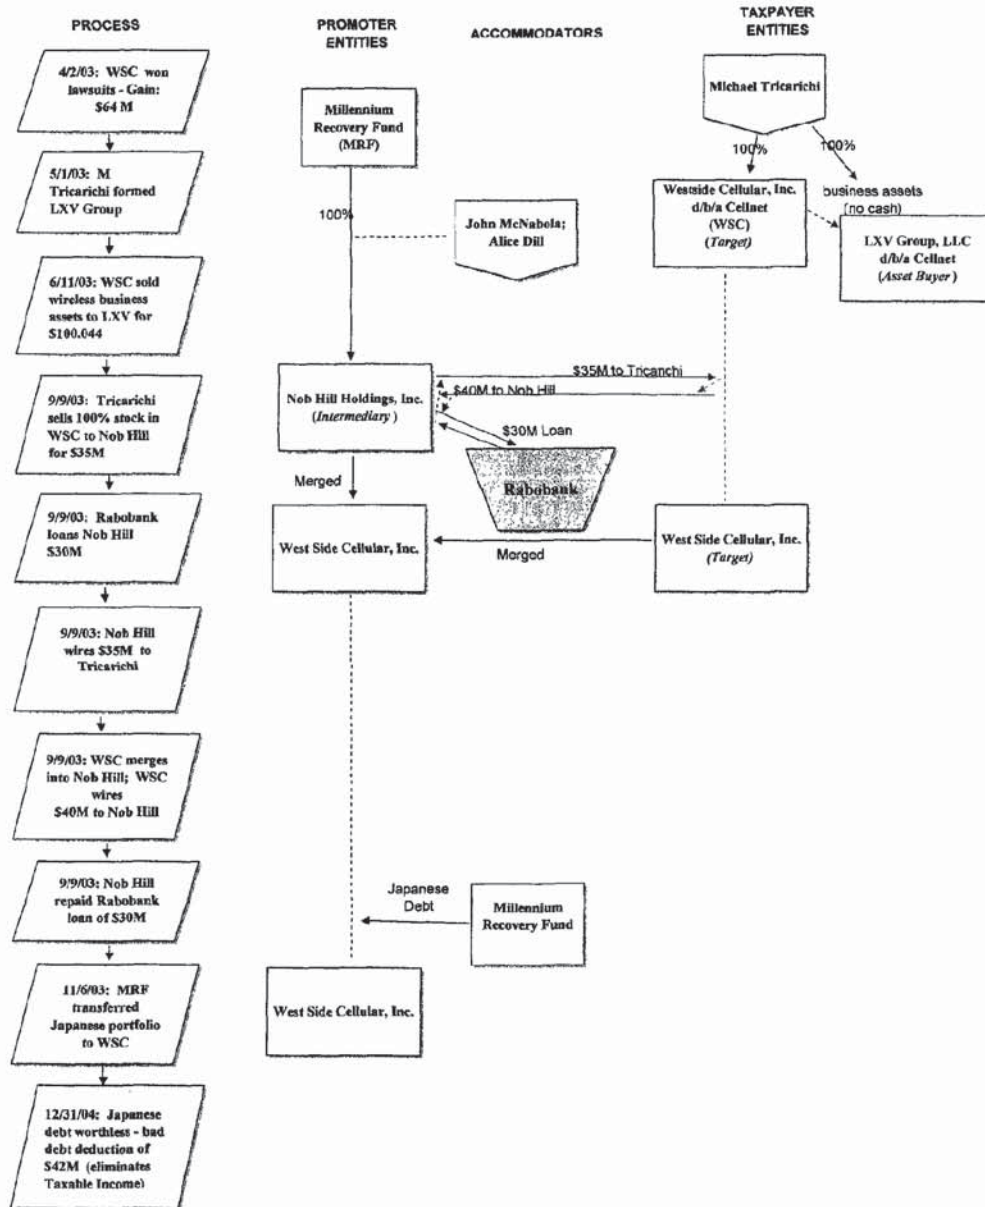 PROCESS
4/2/03: WSC won
lawsuits - Gain:
$64 M
5/1/03: M
Tricarichi formed
LXV Group
6/11/03: WSC sold
wireless business
assets to LXV for
$100.044
9/9/03: Tricarichi
sells 100% stock in
WSC to Nob Hill
for $35M
9/9/03: Rabobank
loans Nob Hill
$30M
9/9/03: Nob Hill
wires $35M to
Tricarichi
9/9/03: WSC merges
into Nob Hill; WSC
wires
$40M to Nob Hill
9/9/03: Nob Hill
repaid Rabobank
loan of $30M
11/6/03: MRF
transferred
Japanese portfolio
to WSC
12/31/04: Japanese
debt worthless - bad
debt deduction of
$42M (eliminates
Taxable Income)
PROMOTER
ENTITIES
Millennium
Recovery Fund
(MRF)
100%
Nob Hill Holdings, Inc.
(Intermediary)
Merged
West Side Cellular, Inc.
West Side Cellular, Inc.
ACCOMMODATORS
John McNabola;
Alice Dill
$35M to Tricarichi
$40M to Nob Hill
$30M Loan
Rabobank
Merged
Japanese
Debt
Millennium
Recovery Fund
TAXPAYER
ENTITIES
Michael Tricarichi
100%
100%
Westside Cellular, Inc.
d/b/a Cellnet
(WSC)
(Target)
business assets
(no cash)
LXV Group, LLC
d/b/a Cellnet
(Asset Buyer)
West Side Cellular, Inc.
(Target)